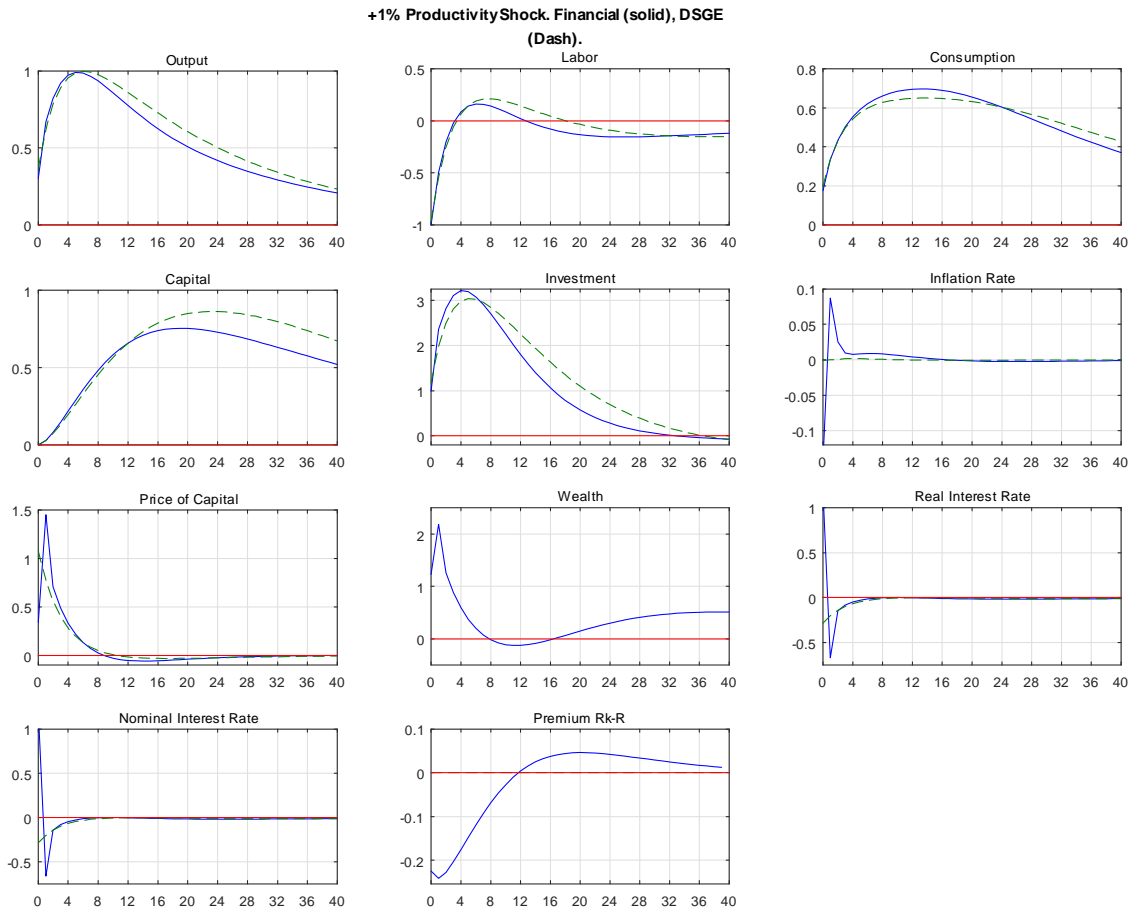 +1% Productivity Shock. Financial (solid), DSGE
(Dash).
Output
Labor
Consumption
1
0.5
0
0 4 8 12 16 20 24 28 32 36 40
0.5
0
-0.5
-1
0 4 8 12 16 20 24 28 32 36 40
0.8
0.6
0.4
0.2
0
0 4 8 12 16 20 24 28 32 36 40
Capital
Investment
Inflation Rate
1
0.5
0
0 4 8 12 16 20 24 28 32 36 40
3
2
1
0
0 4 8 12 16 20 24 28 32 36 40
0.1
0.05
0
-0.05
-0.1
0 4 8 12 16 20 24 28 32 36 40
Price of Capital
Wealth
Real Interest Rate
1.5
1
0.5
0
0 4 8 12 16 20 24 28 32 36 40
2
1
0
0 4 8 12 16 20 24 28 32 36 40
1
0.5
0
-0.5
0 4 8 12 16 20 24 28 32 36 40
Nominal Interest Rate
Premium Rk-R
1
0.5
0
-0.5
0 4 8 12 16 20 24 28 32 36 40
0.1
0
-0.1
-0.2
0 4 8 12 16 20 24 28 32 36 40